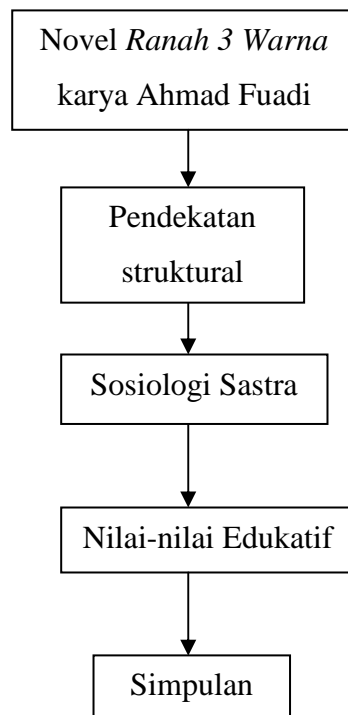 Novel Ranah 3 Warna
karya Ahmad Fuadi
Pendekatan
struktural
Sosiologi Sastra
Nilai-nilai Edukatif
Simpulan